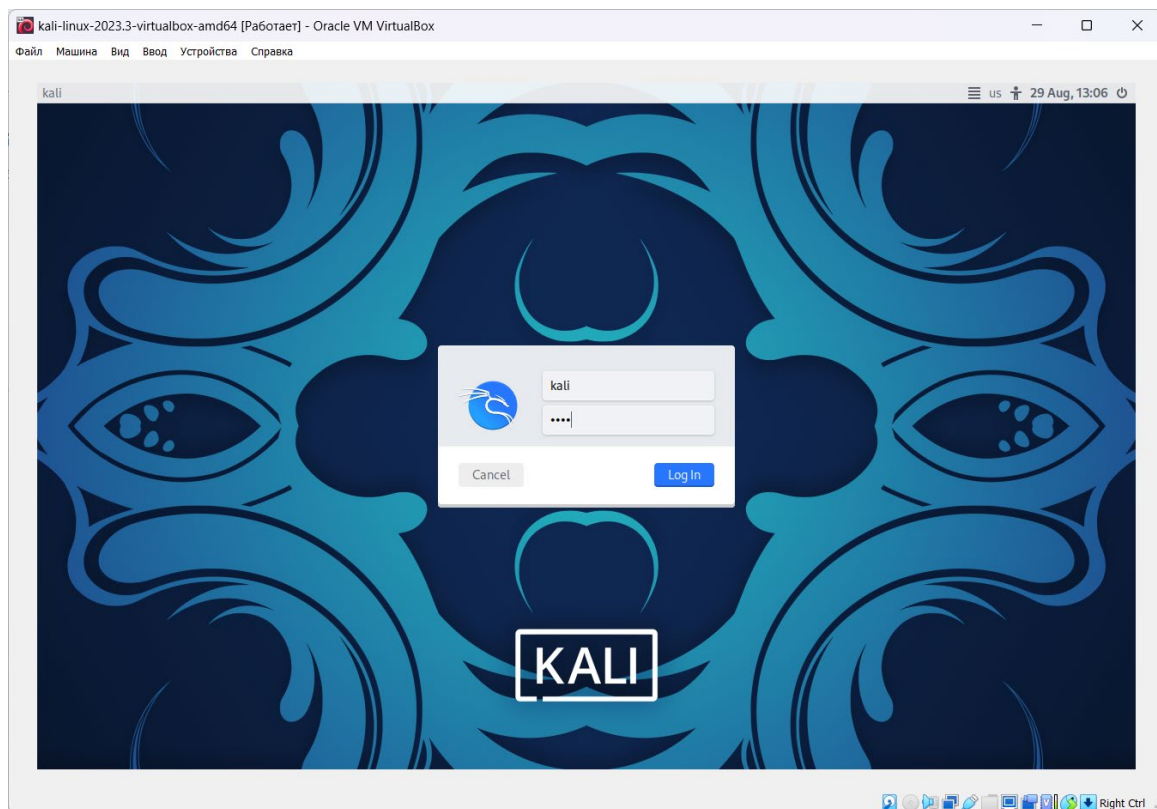 kali-linux-2023.3-virtualbox-amd64 [Работает] - Oracle VM VirtualBox
Файл Машина Вид Ввод Устройства Справка
kali us 29 Aug, 13:06
kali
••••
Cancel Log In
KALI
Right Ctrl